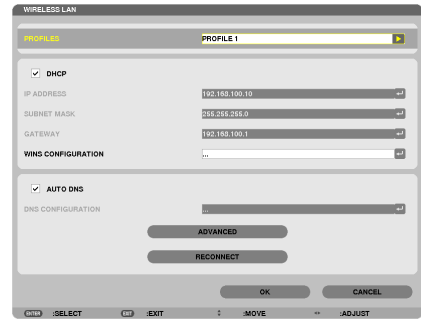 WIRELESS LAN
PROFILES PROFILE 1
DHCP
IP ADDRESS 192.168.100.10
SUBNET MASK 255.255.255.0
GATEWAY 192.168.100.1
WINS CONFIGURATION ...
AUTO DNS
DNS CONFIGURATION ...
ADVANCED
RECONNECT
OK CANCEL
ENTER :SELECT EXIT :EXIT :MOVE :ADJUST